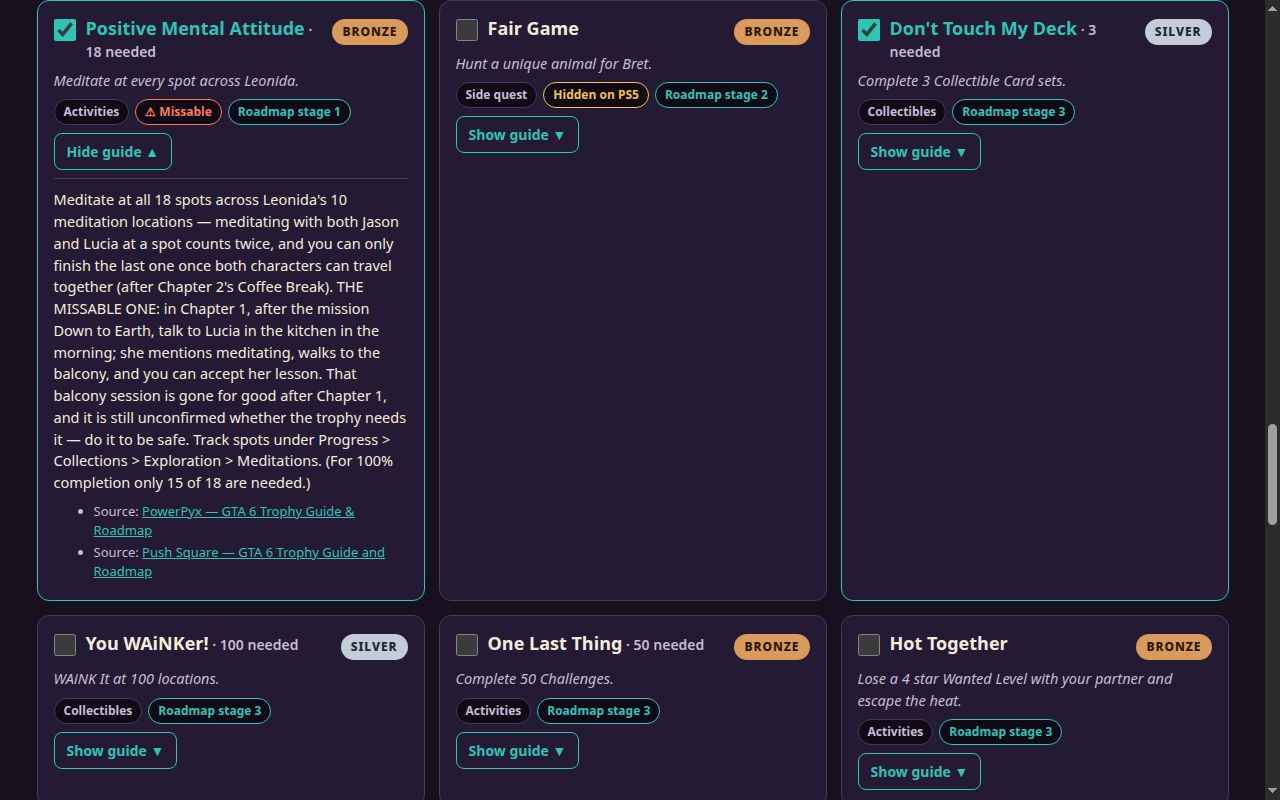 Positive Mental Attitude · 18 needed
BRONZE
Meditate at every spot across Leonida.
Activities
⚠ Missable
Roadmap stage 1
Hide guide ▲
Meditate at all 18 spots across Leonida's 10
meditation locations — meditating with both Jason
and Lucia at a spot counts twice, and you can only
finish the last one once both characters can travel
together (after Chapter 2's Coffee Break). THE
MISSABLE ONE: in Chapter 1, after the mission
Down to Earth, talk to Lucia in the kitchen in the
morning; she mentions meditating, walks to the
balcony, and you can accept her lesson. That
balcony session is gone for good after Chapter 1,
and it is still unconfirmed whether the trophy needs
it — do it to be safe. Track spots under Progress >
Collections > Exploration > Meditations. (For 100%
completion only 15 of 18 are needed.)
Source: PowerPyx — GTA 6 Trophy Guide &
Roadmap
Source: Push Square — GTA 6 Trophy Guide and
Roadmap
Fair Game
BRONZE
Hunt a unique animal for Bret.
Side quest
Hidden on PS5
Roadmap stage 2
Show guide ▼
Don't Touch My Deck · 3
needed
SILVER
Complete 3 Collectible Card sets.
Collectibles
Roadmap stage 3
Show guide ▼
You WAiNKer! · 100 needed
SILVER
WAiNK It at 100 locations.
Collectibles
Roadmap stage 3
Show guide ▼
One Last Thing · 50 needed
BRONZE
Complete 50 Challenges.
Activities
Roadmap stage 3
Show guide ▼
Hot Together
BRONZE
Lose a 4 star Wanted Level with your partner and
escape the heat.
Activities
Roadmap stage 3
Show guide ▼